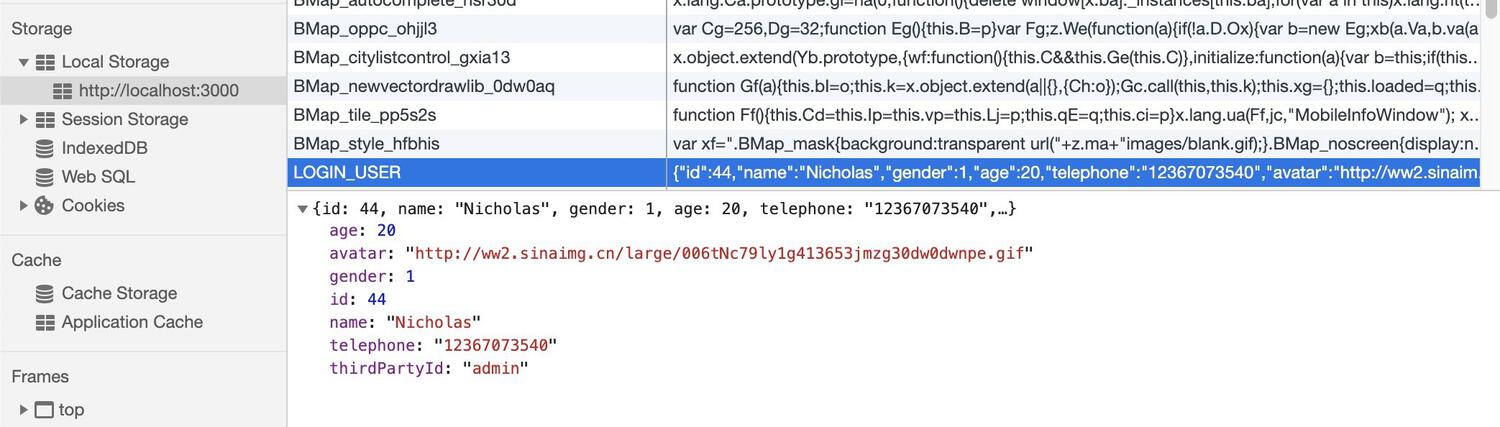 Storage
Local Storage
http://localhost:3000
Session Storage
IndexedDB
Web SQL
Cookies
Cache
Cache Storage
Application Cache
Frames
top
BMap_oppc_ohjjl3 var Cg=256,Dg=32;function Eg(){this.B=p}var Fg;z.We(function(a){if(!a.D.Ox){var b=new Eg;xb(a.Va,b.va(a
BMap_citylistcontrol_gxia13 x.object.extend(Yb.prototype,{wf:function(){this.C&&this.Ge(this.C)},initialize:function(a){var b=this;if(this...
BMap_newvectordrawlib_0dw0aq function Gf(a){this.bI=o;this.k=x.object.extend(a||{},{Ch:o});Gc.call(this,this.k);this.xg={};this.loaded=q;this.
BMap_tile_pp5s2s function Ff(){this.Cd=this.Ip=this.vp=this.Lj=p;this.qE=q;this.ci=p}x.lang.ua(Ff,jc,"MobileInfoWindow"); x...
BMap_style_hfbhis var xf=".BMap_mask{background:transparent url("+z.ma+"images/blank.gif);}.BMap_noscreen{display:n...
LOGIN_USER {"id":44,"name":"Nicholas","gender":1,"age":20,"telephone":"12367073540","avatar":"http://ww2.sinaim
{id: 44, name: "Nicholas", gender: 1, age: 20, telephone: "12367073540",…}
age: 20
avatar: "http://ww2.sinaimg.cn/large/006tNc79ly1g413653jmzg30dw0dwnpe.gif"
gender: 1
id: 44
name: "Nicholas"
telephone: "12367073540"
thirdPartyId: "admin"